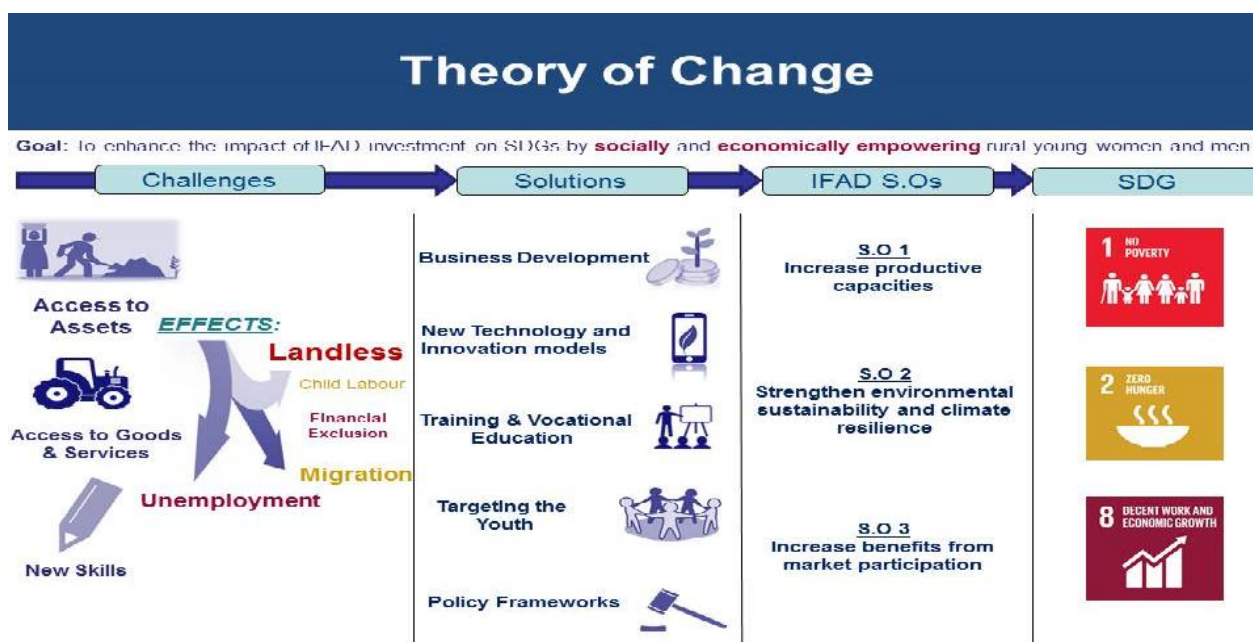 Theory of Change
Goal: To enhance the impact of IFAD investment on SDGs by socially and economically empowering rural young women and men
Challenges
Solutions
IFAD S.Os
SDG
Access to
Assets
EFFECTS:
Landless
Child Labour
Financial
Exclusion
Migration
Unemployment
Access to Goods
& Services
New Skills
Business Development
New Technology and
Innovation models
Training & Vocational
Education
Targeting the
Youth
Policy Frameworks
S.O 1
Increase productive
capacities
S.O 2
Strengthen environmental
sustainability and climate
resilience
S.O 3
Increase benefits from
market participation
1 NO
POVERTY
2 ZERO
HUNGER
8 DECENT WORK AND
ECONOMIC GROWTH